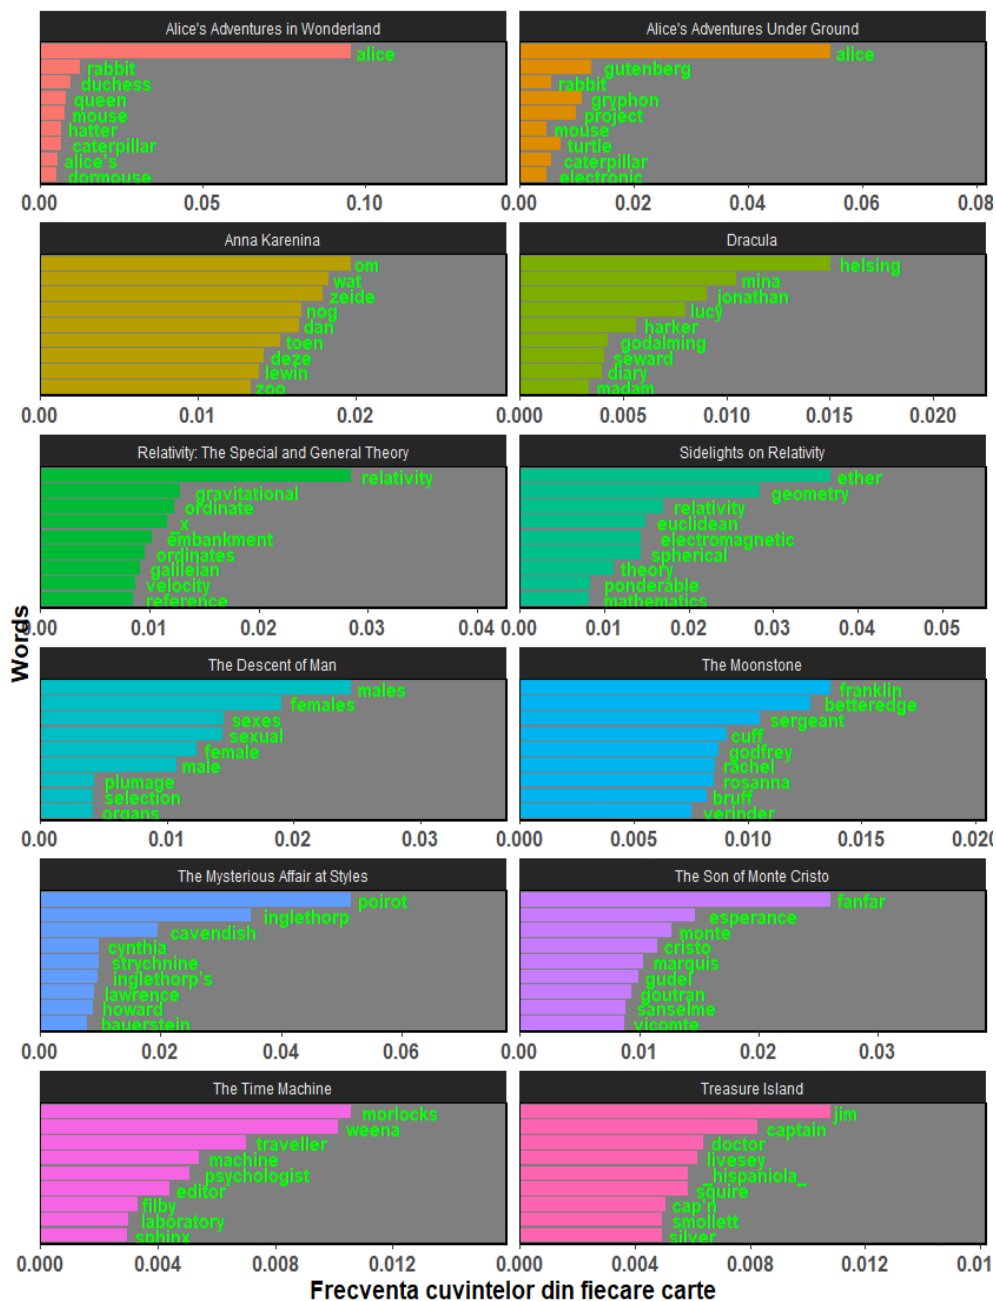 Alice's Adventures in Wonderland
alice
rabbit
duchess
queen
mouse
hatter
caterpillar
alice's
dormouse
0.00 0.05 0.10
Alice's Adventures Under Ground
alice
gutenberg
rabbit
gryphon
project
mouse
turtle
caterpillar
electronic
0.00 0.02 0.04 0.06 0.08
Anna Karenina
om
wat
zeide
nog
dan
toen
deze
lewin
zoo
0.00 0.01 0.02
Dracula
helsing
mina
jonathan
lucy
harker
godalming
seward
diary
madam
0.000 0.005 0.010 0.015 0.020
Relativity: The Special and General Theory
relativity
gravitational
ordinate
_x
embankment
ordinates
galileian
velocity
reference
0.00 0.01 0.02 0.03 0.04
Sidelights on Relativity
ether
geometry
relativity
euclidean
electromagnetic
spherical
theory
ponderable
mathematics
0.00 0.01 0.02 0.03 0.04 0.05
Words
The Descent of Man
males
females
sexes
sexual
female
male
plumage
selection
organs
0.00 0.01 0.02 0.03
The Moonstone
franklin
betteredge
sergeant
cuff
godfrey
rachel
rosanna
bruff
verinder
0.000 0.005 0.010 0.015 0.020
The Mysterious Affair at Styles
poirot
inglethorp
cavendish
cynthia
strychnine
inglethorp's
lawrence
howard
bauerstein
0.00 0.02 0.04 0.06
The Son of Monte Cristo
fanfar
esperance
monte
cristo
marquis
gudel
goutran
sanselme
vicomte
0.00 0.01 0.02 0.03
The Time Machine
morlocks
weena
traveller
machine
psychologist
editor
filby
laboratory
sphinx
0.000 0.004 0.008 0.012
Treasure Island
jim
captain
doctor
livesey
_hispaniola_
squire
cap'n
smollett
silver
0.000 0.004 0.008 0.012 0.01
Frecventa cuvintelor din fiecare carte